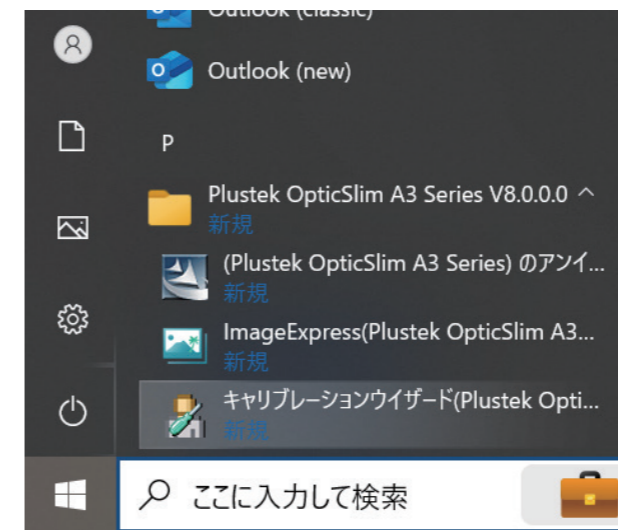 Outlook (classic)
Outlook (new)
P
Plustek OpticSlim A3 Series V8.0.0.0
新規
(Plustek OpticSlim A3 Series) のアンイ...
新規
ImageExpress(Plustek OpticSlim A3...
新規
キャリブレーションウイザード(Plustek Opti...
新規
ここに入力して検索